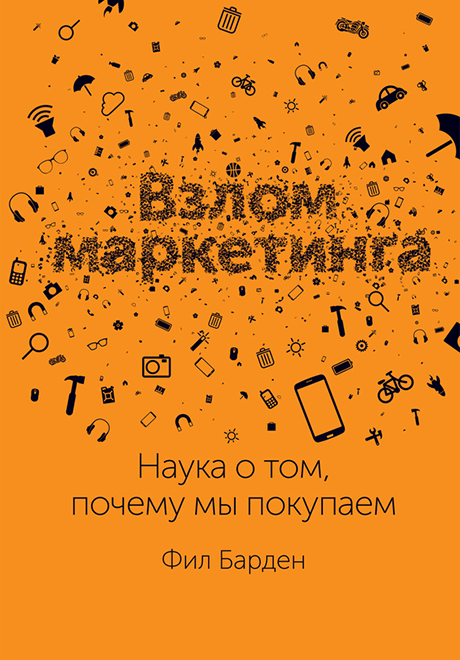 Взлом
маркетинга
Наука о том,
почему мы покупаем
Фил Барден